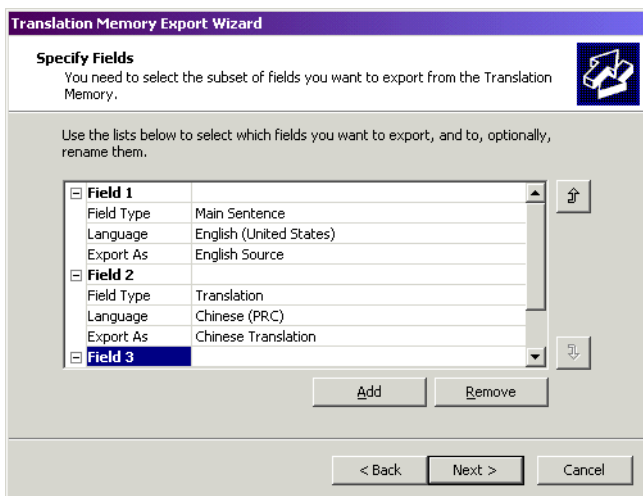 Translation Memory Export Wizard
Specify Fields
You need to select the subset of fields you want to export from the Translation
Memory.
Use the lists below to select which fields you want to export, and to, optionally,
rename them.
Field 1
Field Type Main Sentence
Language English (United States)
Export As English Source
Field 2
Field Type Translation
Language Chinese (PRC)
Export As Chinese Translation
Field 3
Add Remove
< Back Next > Cancel